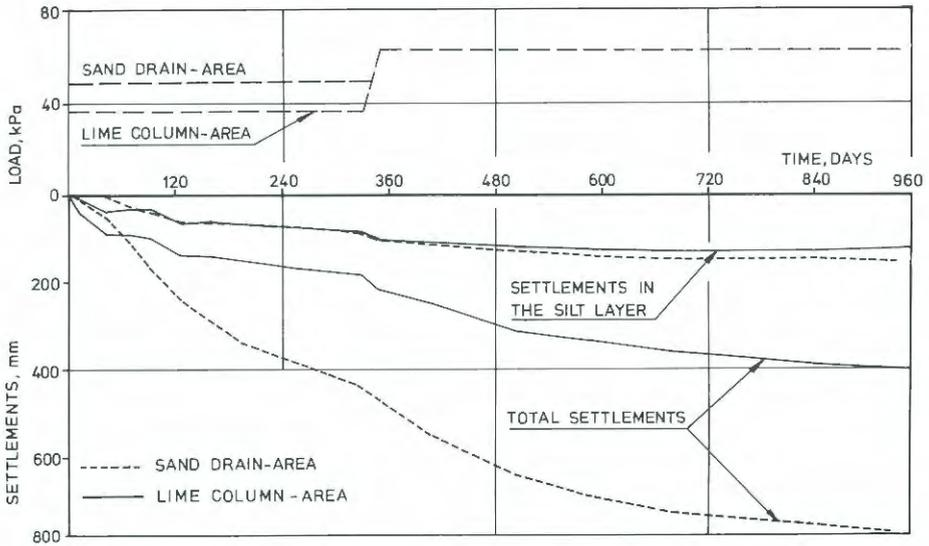 80
SAND DRAIN-AREA
40
LIME COLUMN-AREA
LOAD, kPa
TIME, DAYS
0
120
240
360
480
600
720
840
960
200
SETTLEMENTS IN
THE SILT LAYER
400
TOTAL SETTLEMENTS
SETTLEMENTS, mm
600
SAND DRAIN-AREA
LIME COLUMN-AREA
800